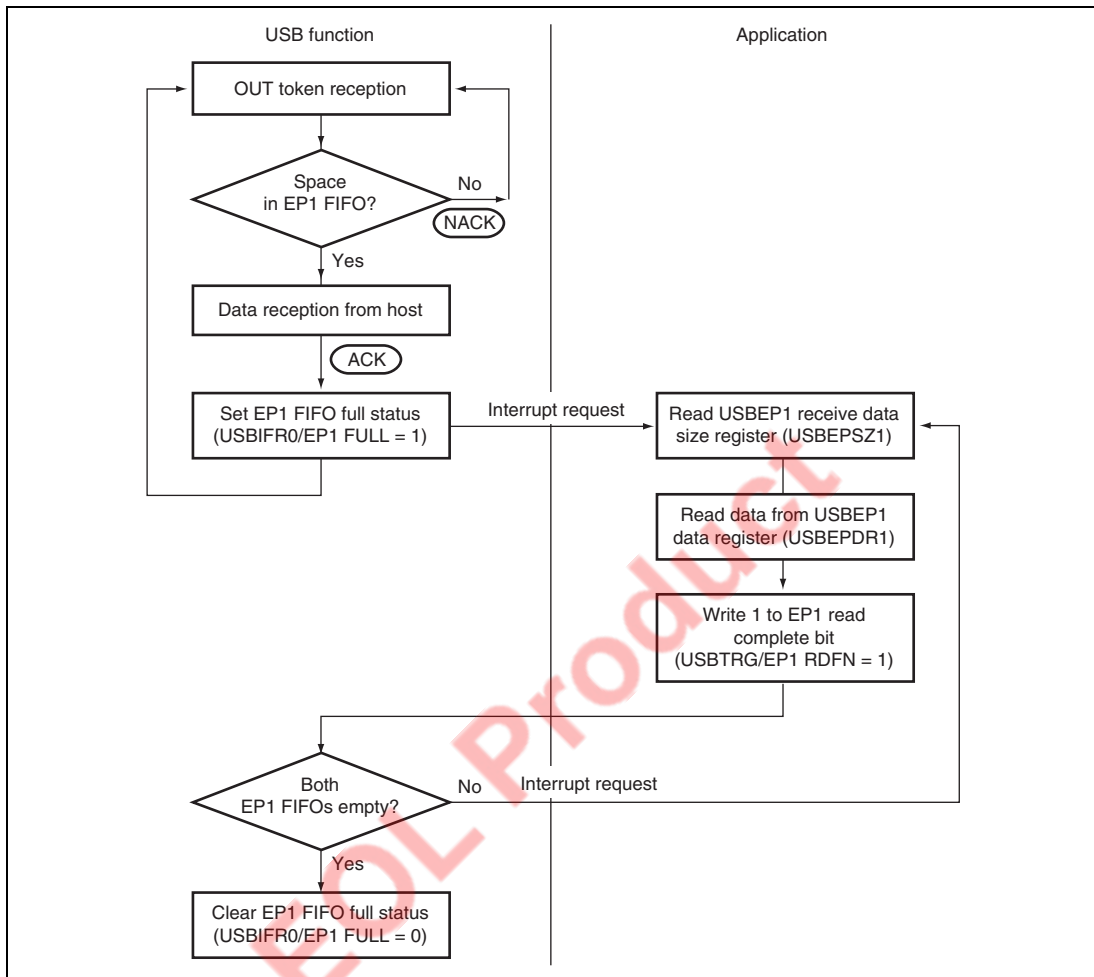 USB function
Application
OUT token reception
Space
in EP1 FIFO?
No
NACK
Yes
Data reception from host
ACK
Set EP1 FIFO full status
(USBIFR0/EP1 FULL = 1)
Interrupt request
Read USBEP1 receive data
size register (USBEPSZ1)
Read data from USBEP1
data register (USBEPDR1)
Write 1 to EP1 read
complete bit
(USBTRG/EP1 RDFN = 1)
Both
EP1 FIFOs empty?
No
Interrupt request
Yes
Clear EP1 FIFO full status
(USBIFR0/EP1 FULL = 0)
EOL Product